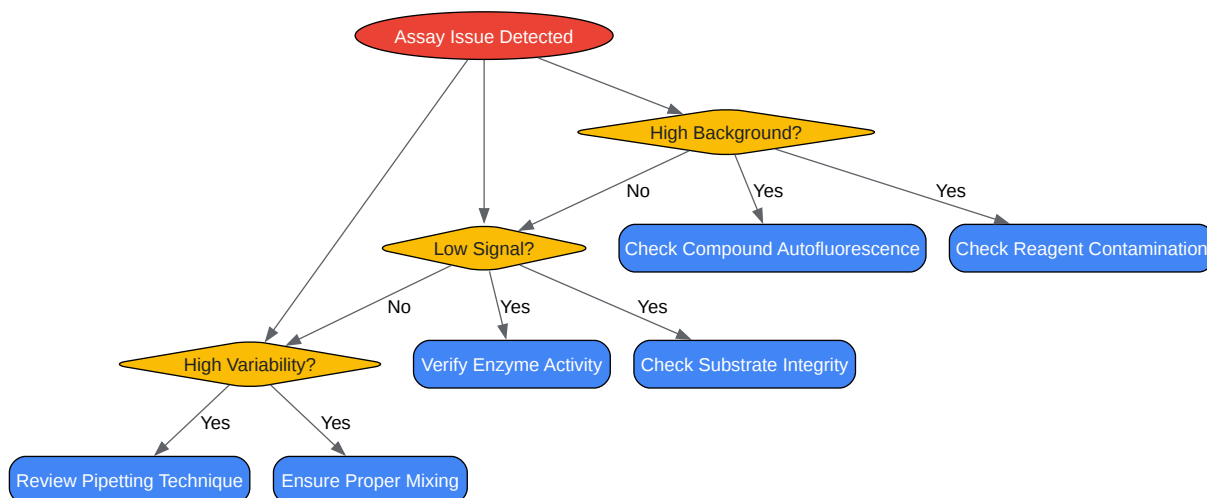 Assay Issue Detected
High Background?
No
Yes
Yes
Low Signal?
Check Compound Autofluorescence
Check Reagent Contamination
No
Yes
Yes
High Variability?
Verify Enzyme Activity
Check Substrate Integrity
Yes
Yes
Review Pipetting Technique
Ensure Proper Mixing